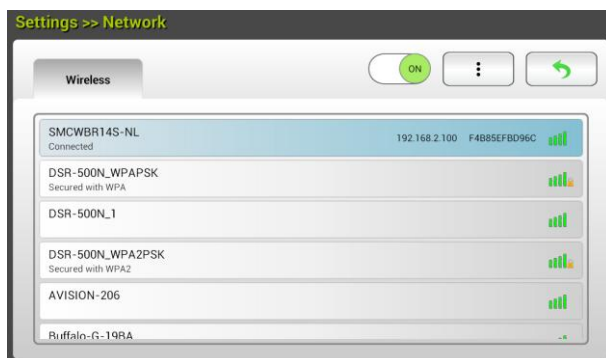 Settings >> Network
Wireless
ON
SMCWBR14S-NL 192.168.2.100 F4B85EFBD96C
Connected
DSR-500N_WPAPSK
Secured with WPA
DSR-500N_1
DSR-500N_WPA2PSK
Secured with WPA2
AVISION-206
Buffalo-G-19BA